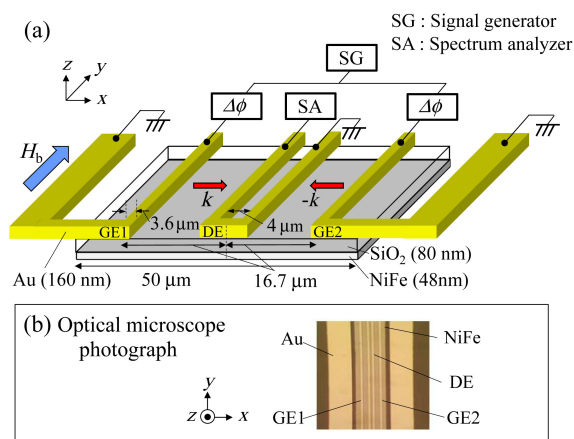 SG : Signal generator
SA : Spectrum analyzer
(a)
SG
z
y
x
Δϕ
SA
Δϕ
H_b
k
-k
3.6 μm
4 μm
GE1
DE
GE2
Au (160 nm)
50 μm
16.7 μm
SiO₂ (80 nm)
NiFe (48nm)
(b) Optical microscope
photograph
Au
NiFe
DE
GE1
GE2
y
z
x